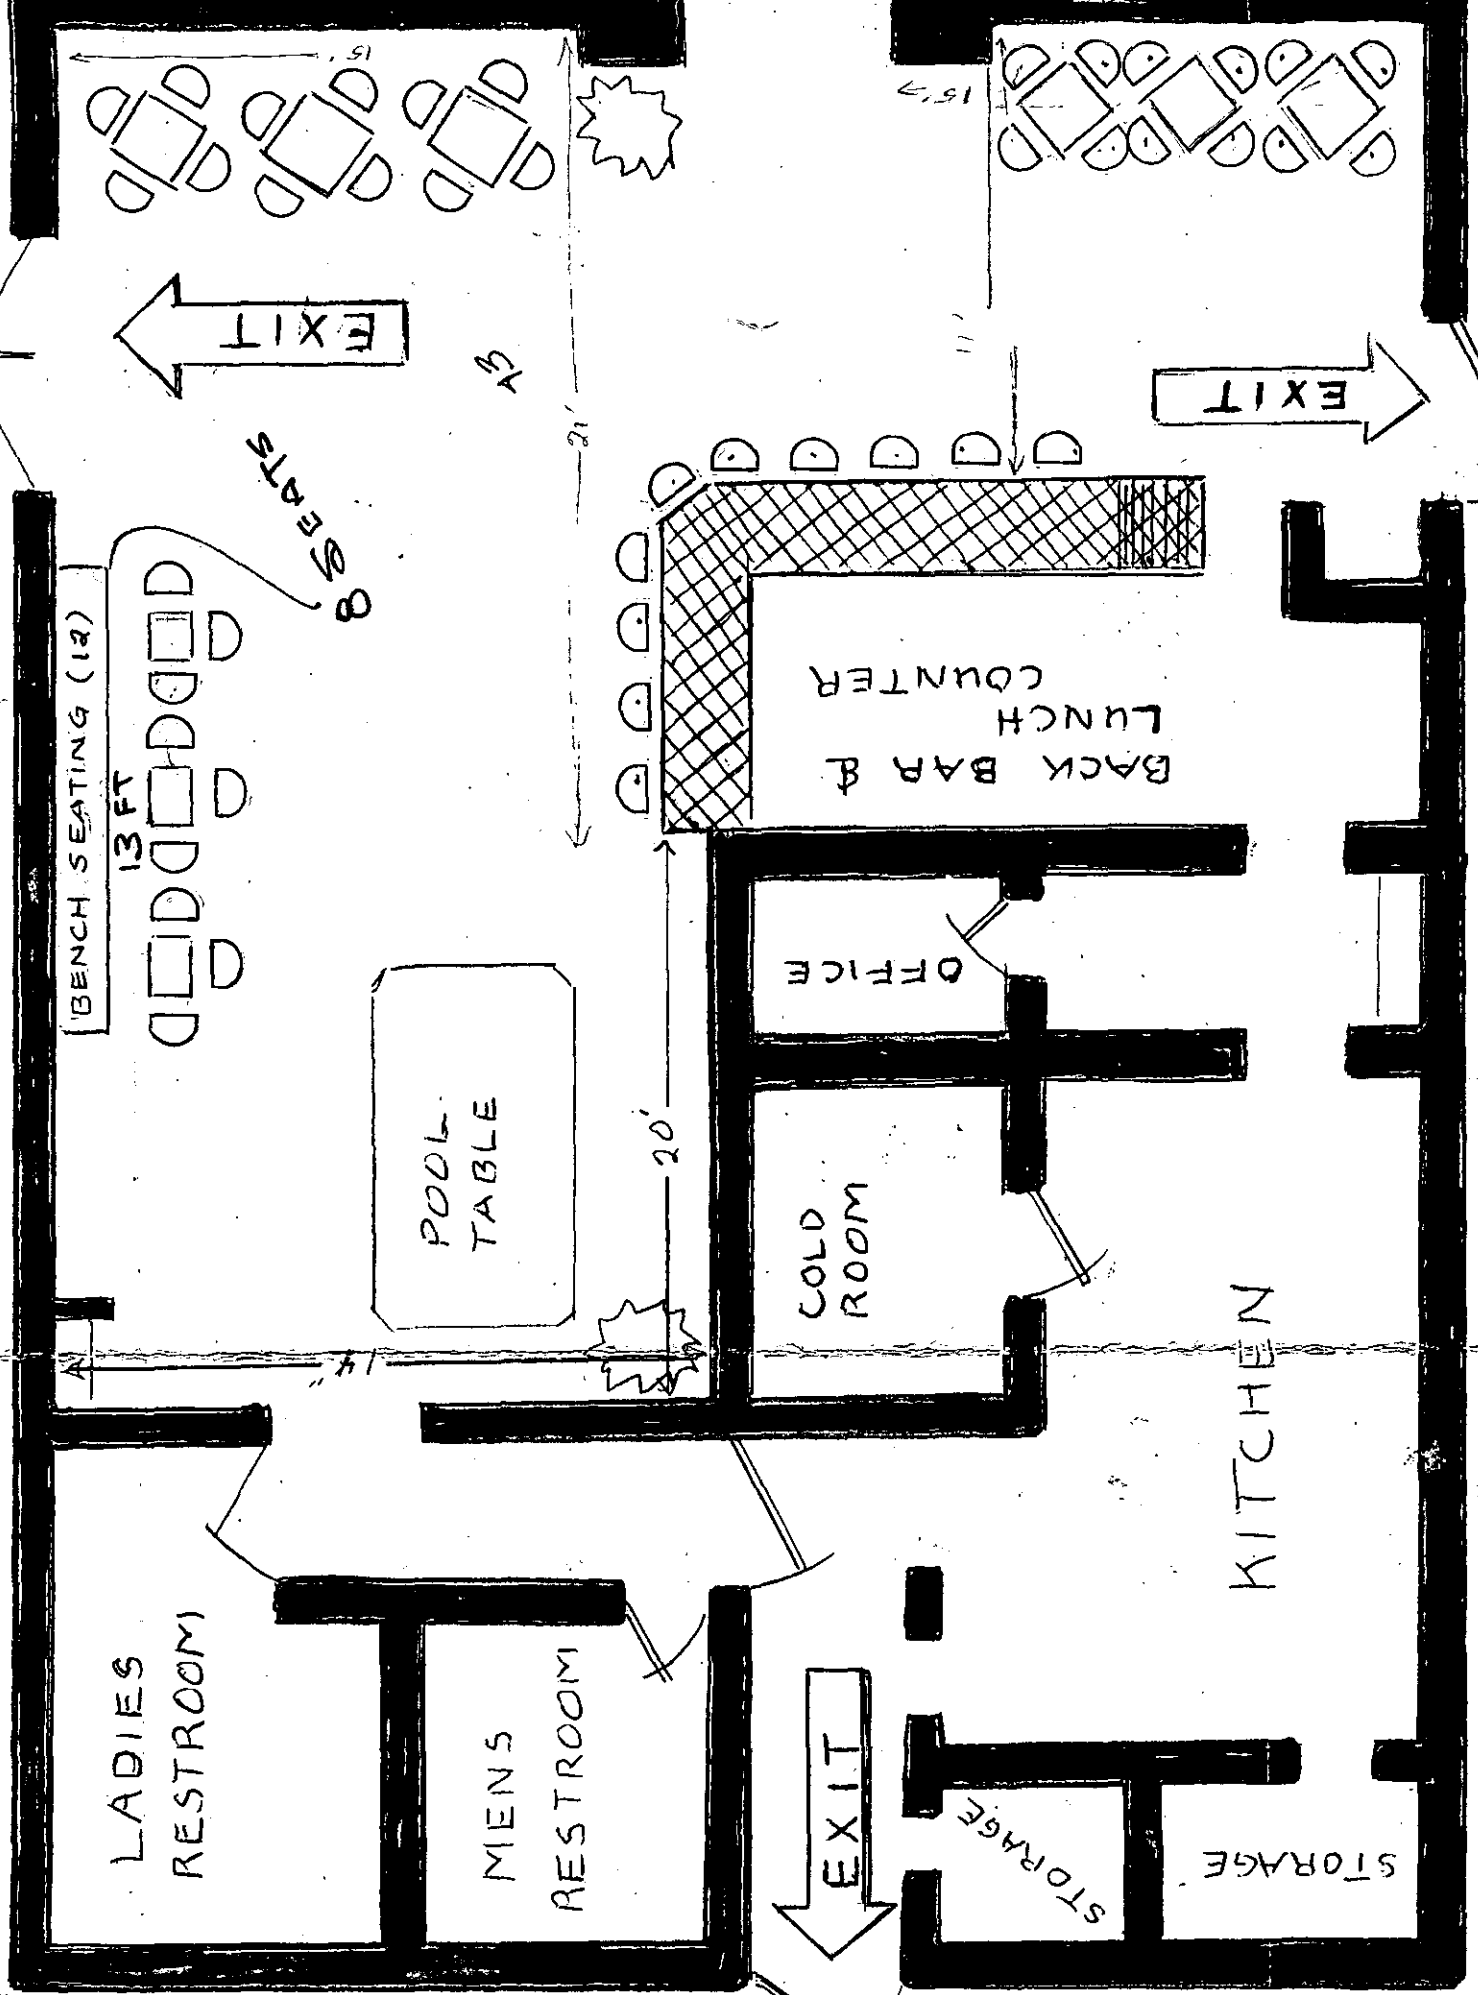 15'
15'
EXIT
21'
11'
EXIT
8 SEATS
BENCH SEATING (12)
13 FT
BACK BAR &
LUNCH
COUNTER
OFFICE
POOL
TABLE
20'
COLD
ROOM
14"
KITCHEN
LADIES
RESTROOM
MENS
RESTROOM
EXIT
STORAGE
STORAGE